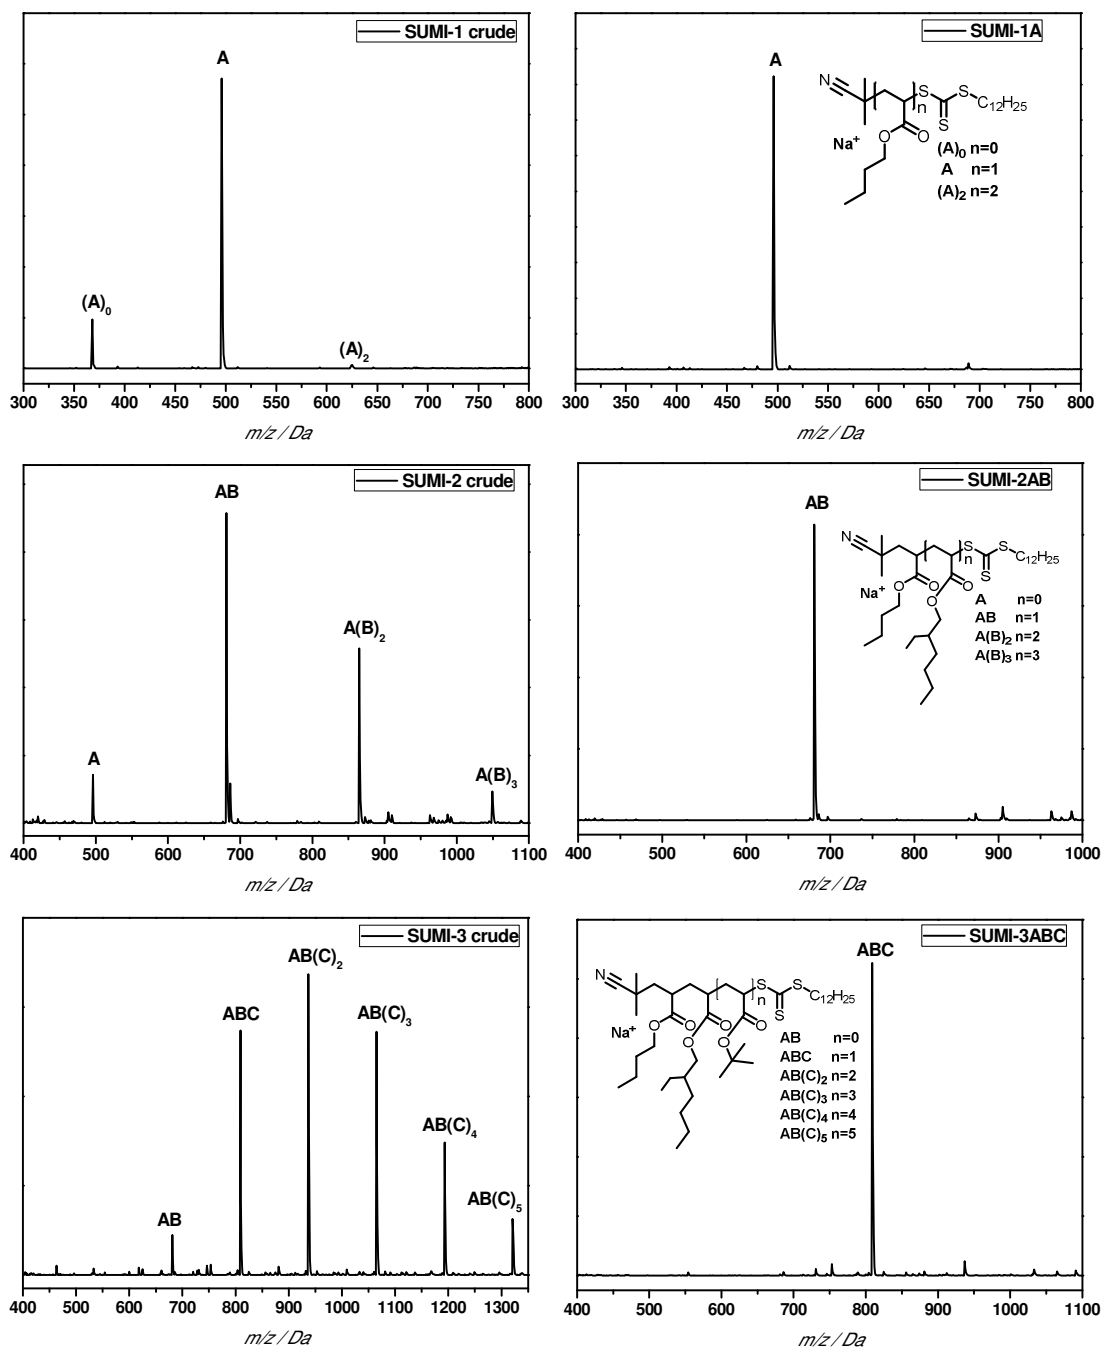 SUMI-1 crude
A
(A)₀
(A)₂
300 350 400 450 500 550 600 650 700 750 800
m/z / Da
SUMI-1A
A
N
S S
C₁₂H₂₅
n
S
O O
Na⁺
(A)₀ n=0
A n=1
(A)₂ n=2
300 350 400 450 500 550 600 650 700 750 800
m/z / Da
SUMI-2 crude
AB
A(B)₂
A
A(B)₃
400 500 600 700 800 900 1000 1100
m/z / Da
SUMI-2AB
AB
N
S S
C₁₂H₂₅
n
S
O O
Na⁺ O O
A n=0
AB n=1
A(B)₂ n=2
A(B)₃ n=3
400 500 600 700 800 900 1000
m/z / Da
SUMI-3 crude
AB(C)₂
ABC
AB(C)₃
AB(C)₄
AB(C)₅
AB
400 500 600 700 800 900 1000 1100 1200 1300
m/z / Da
SUMI-3ABC
ABC
N
S S
C₁₂H₂₅
n
S
O O O
Na⁺ O O O
AB n=0
ABC n=1
AB(C)₂ n=2
AB(C)₃ n=3
AB(C)₄ n=4
AB(C)₅ n=5
400 500 600 700 800 900 1000 1100
m/z / Da